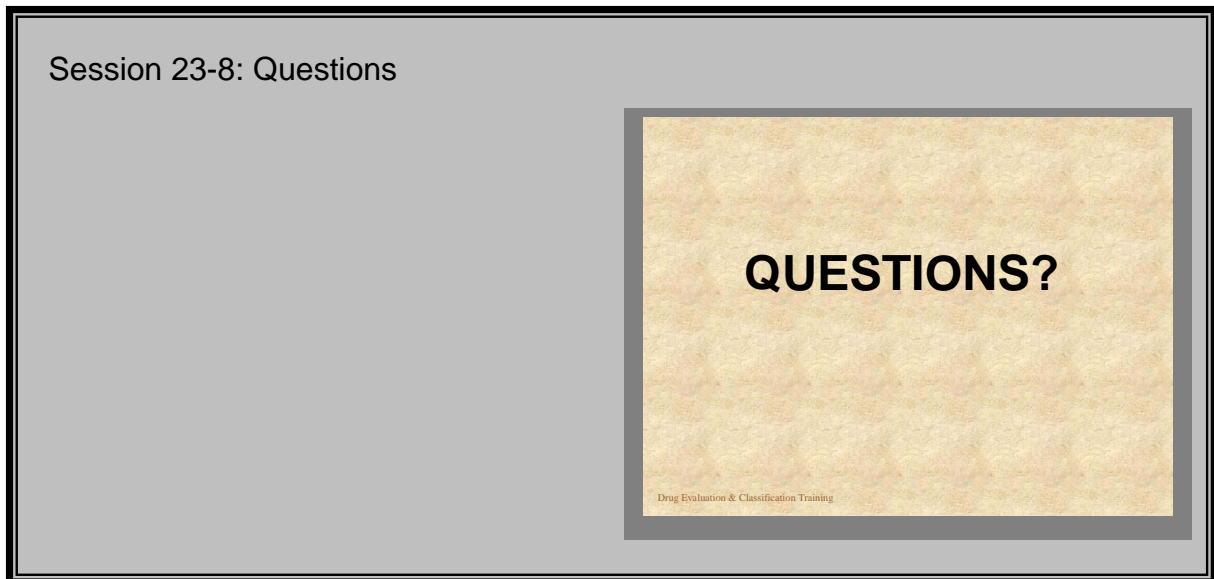 Session 23-8: Questions
QUESTIONS?
Drug Evaluation & Classification Training